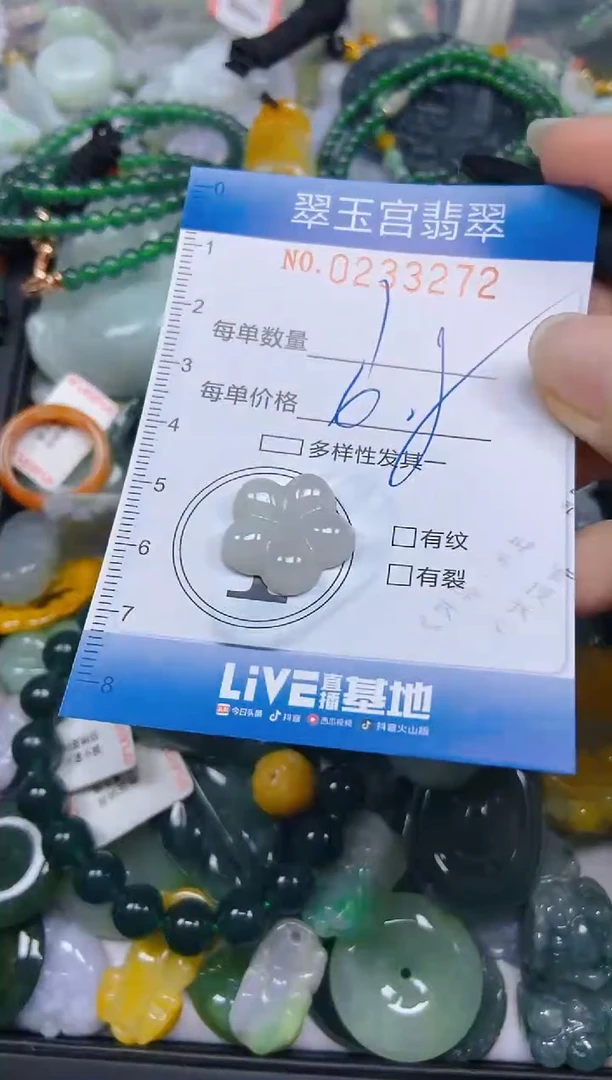 0
翠玉宫翡翠
1
NO.0233272
2
每单数量
3
每单价格
6.8
4
多样性发其一
5
有纹
6
有裂
7
8
LiVE直播基地
今日头条 抖音 西瓜视频 抖音火山版